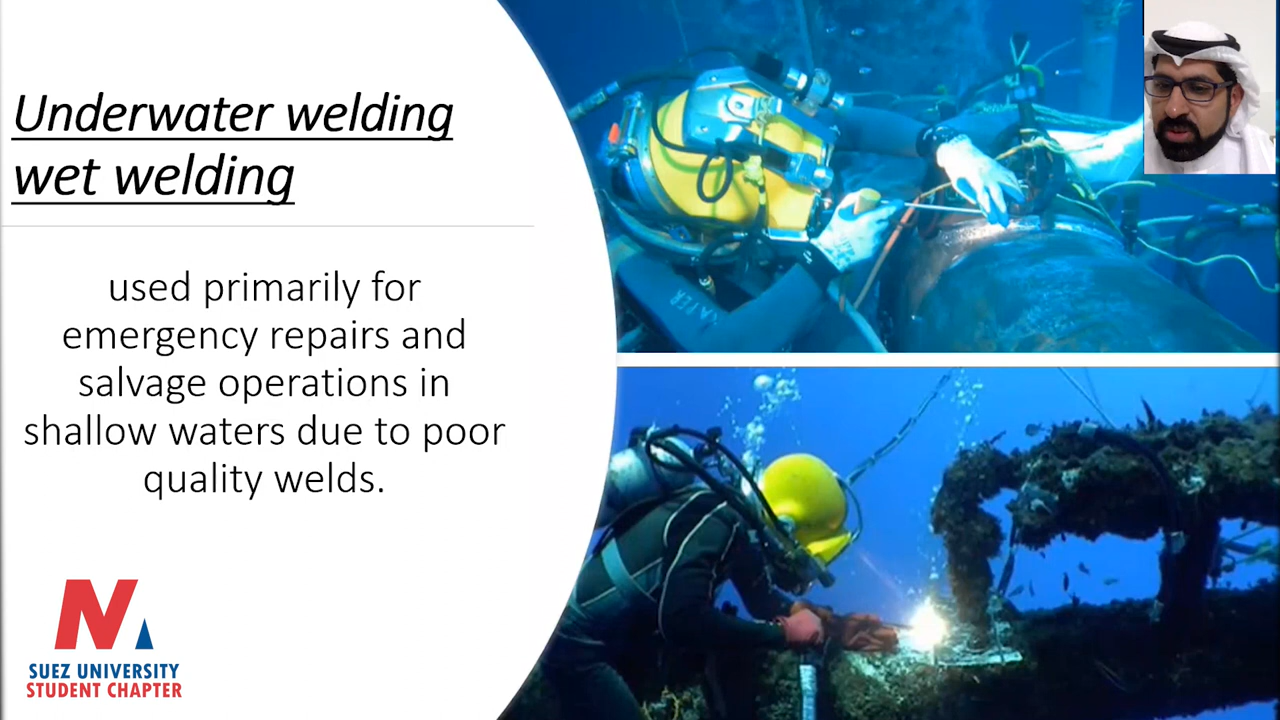 Underwater welding
wet welding
used primarily for
emergency repairs and
salvage operations in
shallow waters due to poor
quality welds.
SUEZ UNIVERSITY
STUDENT CHAPTER